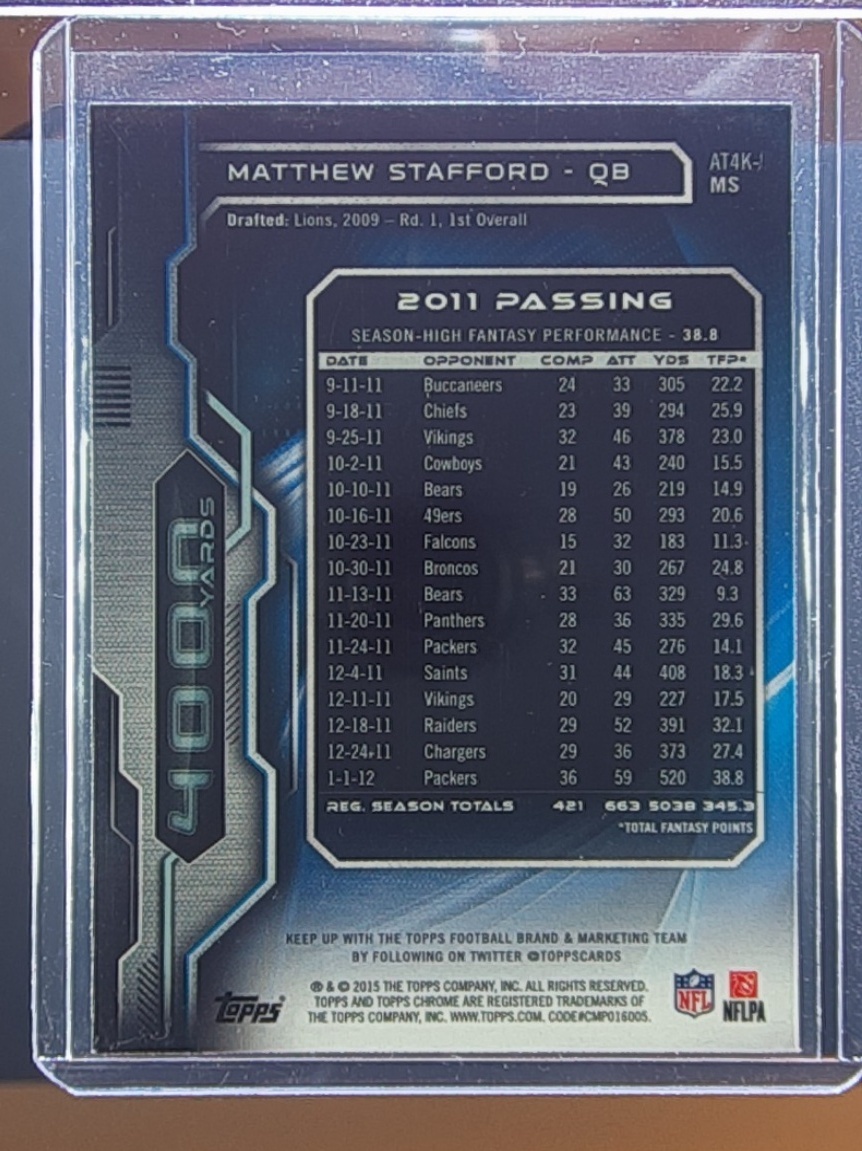 MATTHEW STAFFORD - QB
AT4K-
MS
Drafted: Lions, 2009 – Rd. 1, 1st Overall
2011 PASSING
SEASON-HIGH FANTASY PERFORMANCE - 38.8
DATE OPPONENT COMP ATT YDS TFP*
9-11-11 Buccaneers 24 33 305 22.2
9-18-11 Chiefs 23 39 294 25.9
9-25-11 Vikings 32 46 378 23.0
10-2-11 Cowboys 21 43 240 15.5
10-10-11 Bears 19 26 219 14.9
10-16-11 49ers 28 50 293 20.6
10-23-11 Falcons 15 32 183 11.3
10-30-11 Broncos 21 30 267 24.8
11-13-11 Bears 33 63 329 9.3
11-20-11 Panthers 28 36 335 29.6
11-24-11 Packers 32 45 276 14.1
12-4-11 Saints 31 44 408 18.3
12-11-11 Vikings 20 29 227 17.5
12-18-11 Raiders 29 52 391 32.1
12-24-11 Chargers 29 36 373 27.4
1-1-12 Packers 36 59 520 38.8
REG. SEASON TOTALS 421 663 5038 345.3
*TOTAL FANTASY POINTS
4000
YARDS
KEEP UP WITH THE TOPPS FOOTBALL BRAND & MARKETING TEAM
BY FOLLOWING ON TWITTER @TOPPSCARDS
® & © 2015 THE TOPPS COMPANY, INC. ALL RIGHTS RESERVED.
TOPPS AND TOPPS CHROME ARE REGISTERED TRADEMARKS OF
THE TOPPS COMPANY, INC. WWW.TOPPS.COM. CODE#CMP016005.
Topps
NFL
NFLPA